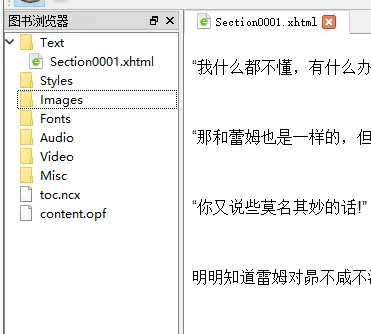 图书浏览器
Text
Section0001.xhtml
Styles
Images
Fonts
Audio
Video
Misc
toc.ncx
content.opf
Section0001.xhtml
“我什么都不懂，有什么办
“那和蕾姆也是一样的，但
“你又说些莫名其妙的话!”
明明知道雷姆对昴不咸不